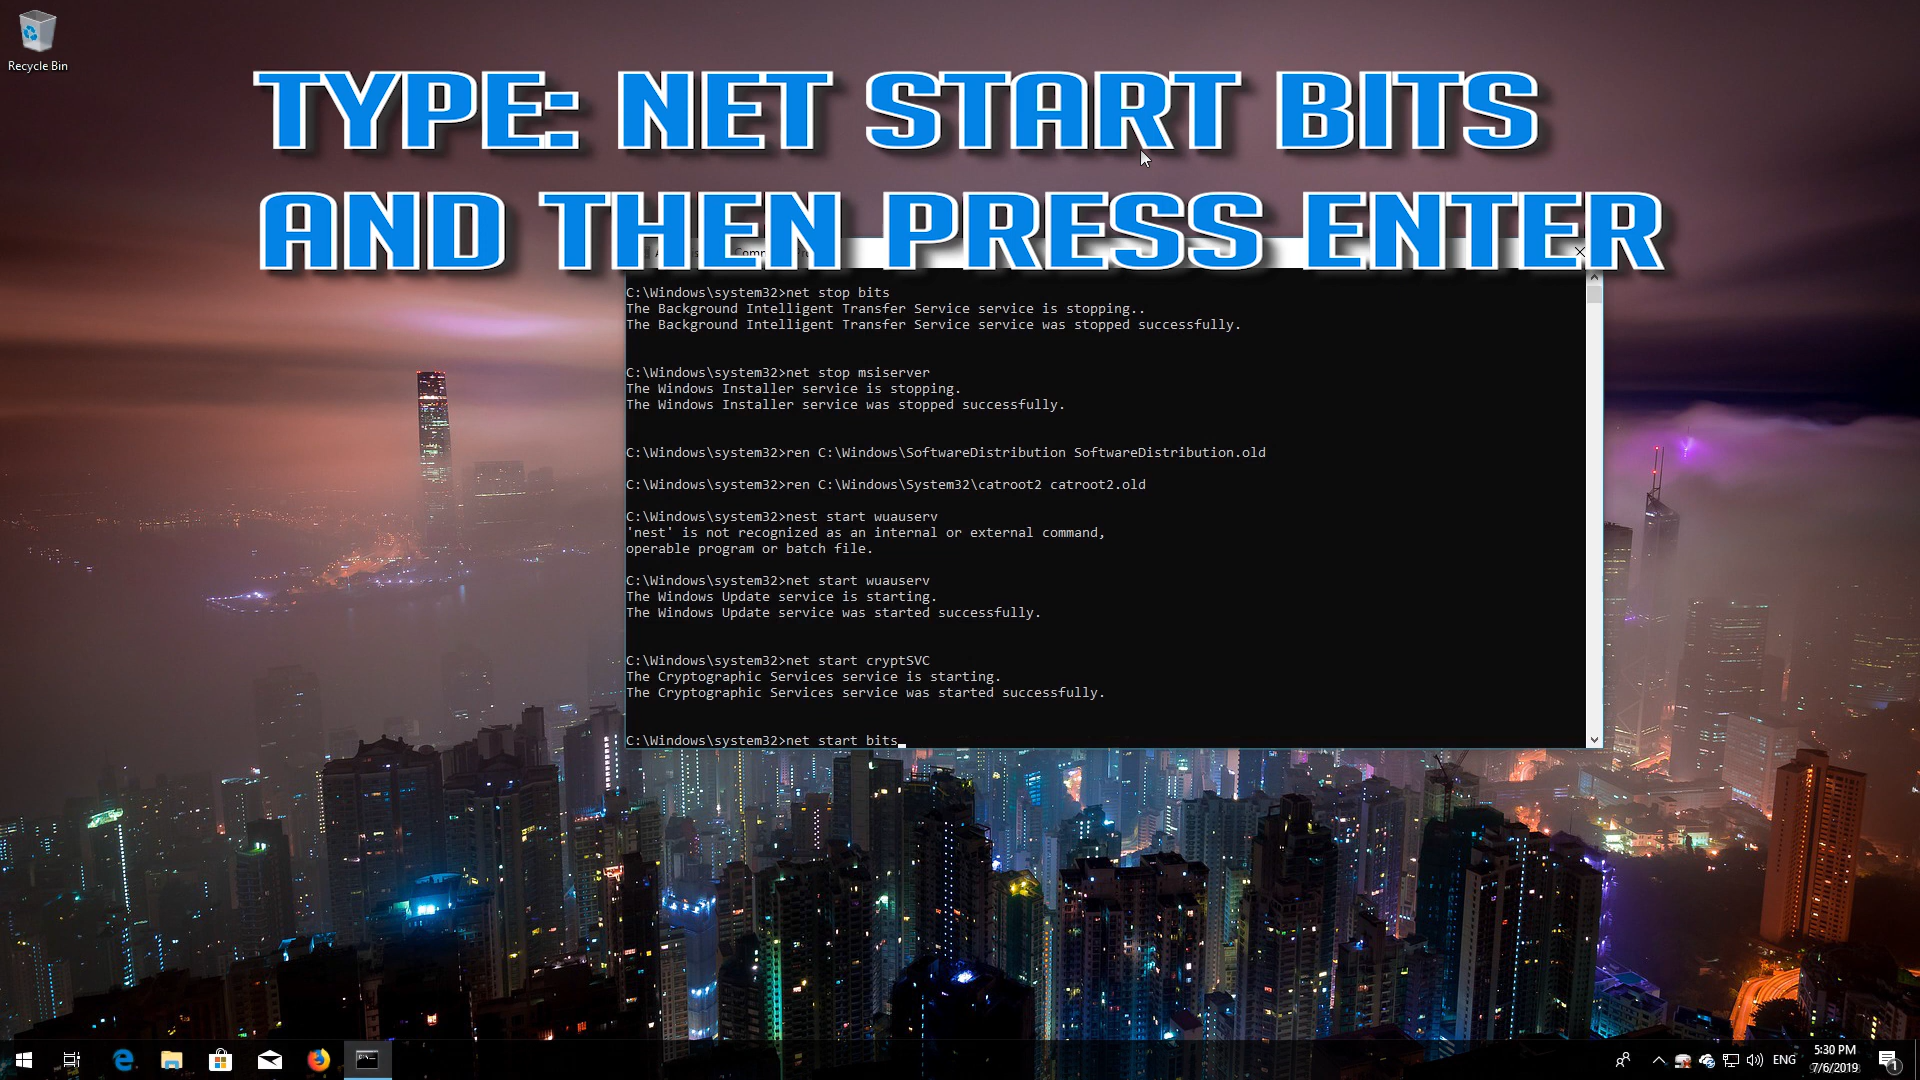 Recycle Bin
TYPE: NET START BITS
AND THEN PRESS ENTER
C:\Windows\system32>net stop bits
The Background Intelligent Transfer Service service is stopping..
The Background Intelligent Transfer Service service was stopped successfully.
C:\Windows\system32>net stop msiserver
The Windows Installer service is stopping.
The Windows Installer service was stopped successfully.
C:\Windows\system32>ren C:\Windows\SoftwareDistribution SoftwareDistribution.old
C:\Windows\system32>ren C:\Windows\System32\catroot2 catroot2.old
C:\Windows\system32>nest start wuauserv
'nest' is not recognized as an internal or external command,
operable program or batch file.
C:\Windows\system32>net start wuauserv
The Windows Update service is starting.
The Windows Update service was started successfully.
C:\Windows\system32>net start cryptSVC
The Cryptographic Services service is starting.
The Cryptographic Services service was started successfully.
C:\Windows\system32>net start bits
ENG
5:30 PM
7/6/2019
1